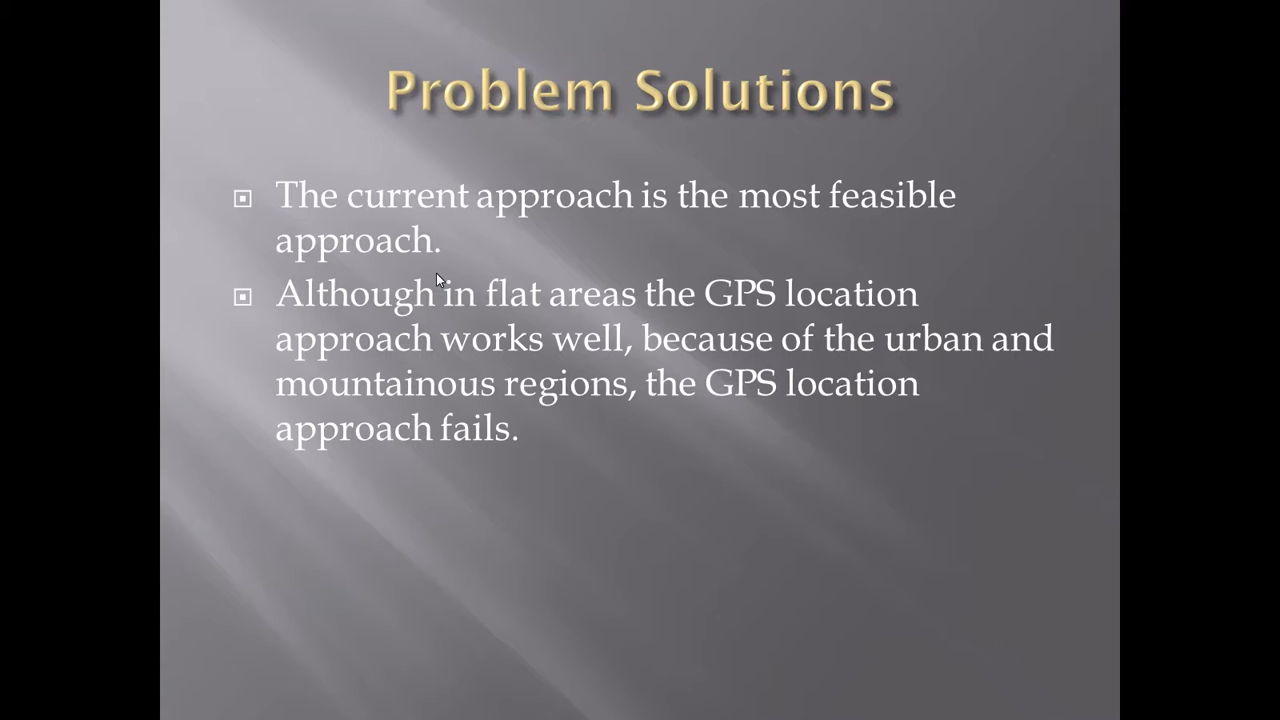 Problem Solutions
The current approach is the most feasible
approach.
Although in flat areas the GPS location
approach works well, because of the urban and
mountainous regions, the GPS location
approach fails.